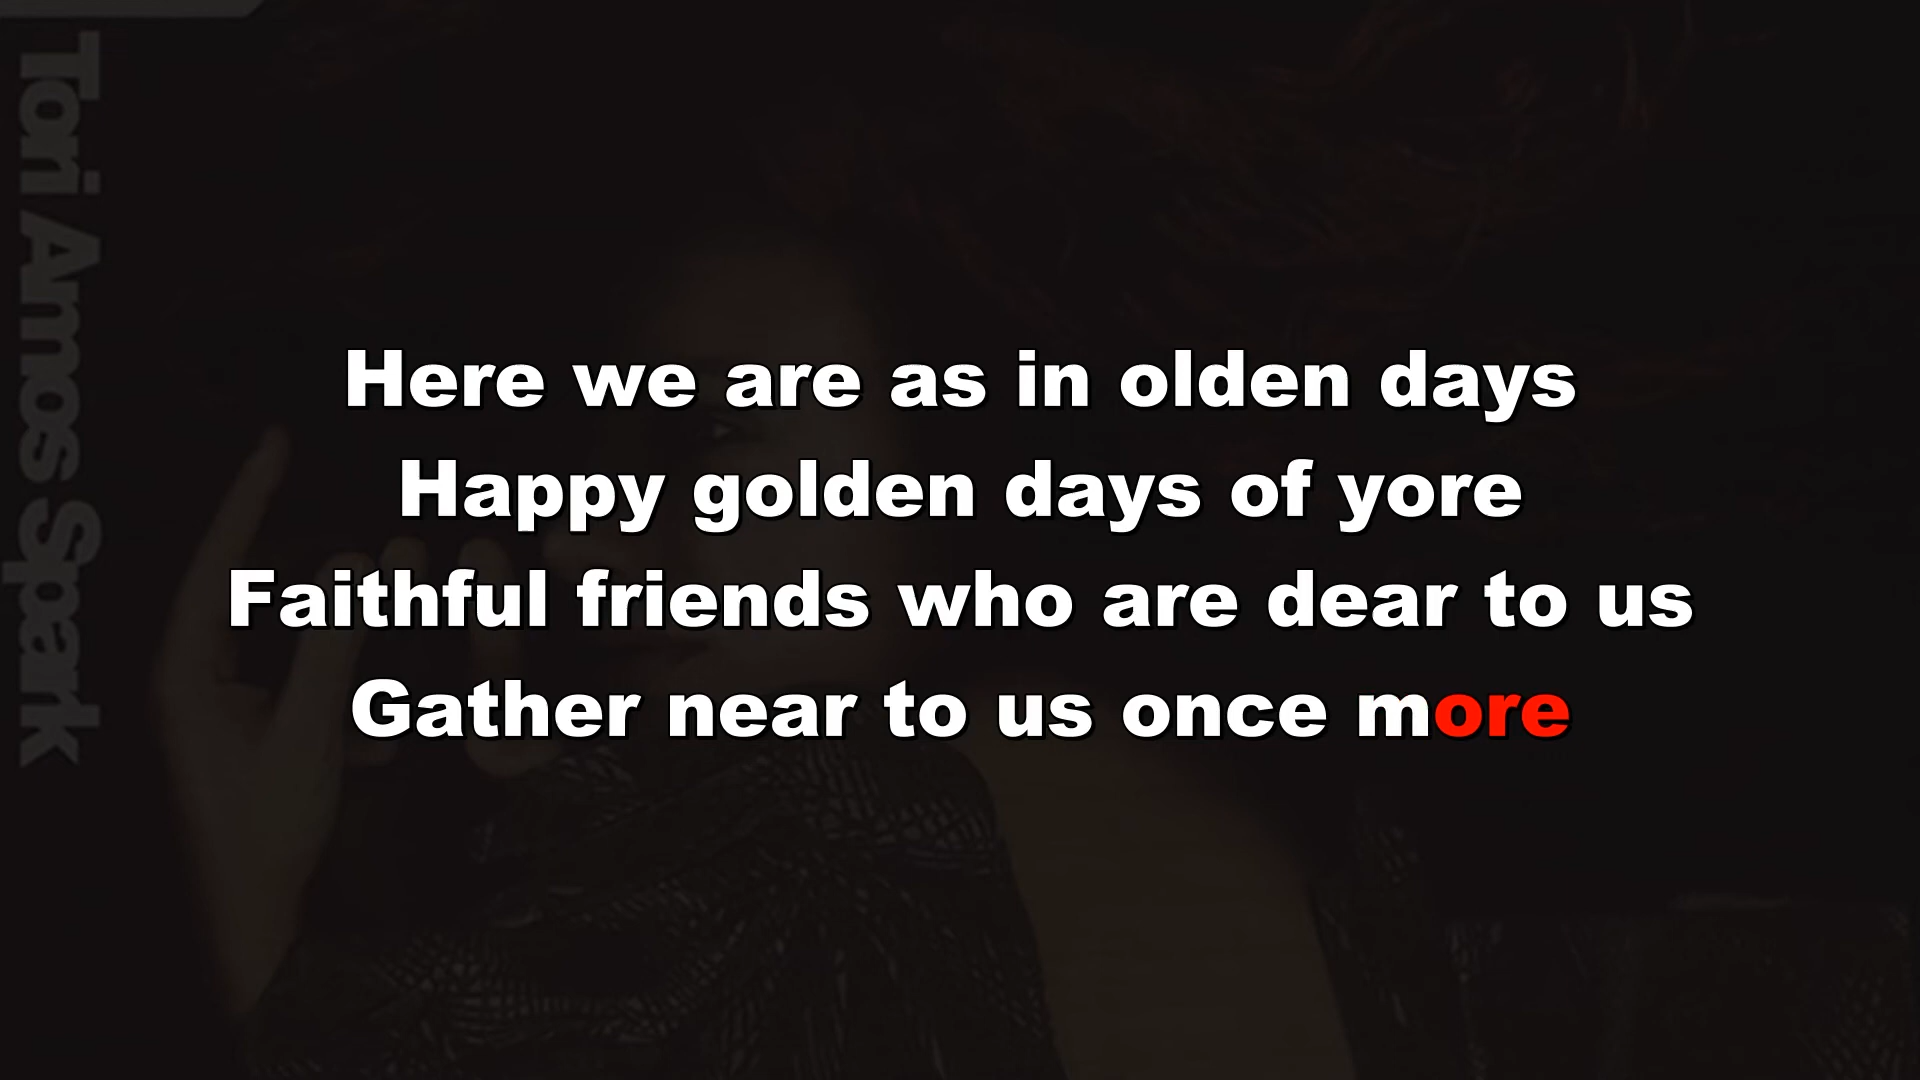 Tori Amos Spark
Here we are as in olden days
Happy golden days of yore
Faithful friends who are dear to us
Gather near to us once more